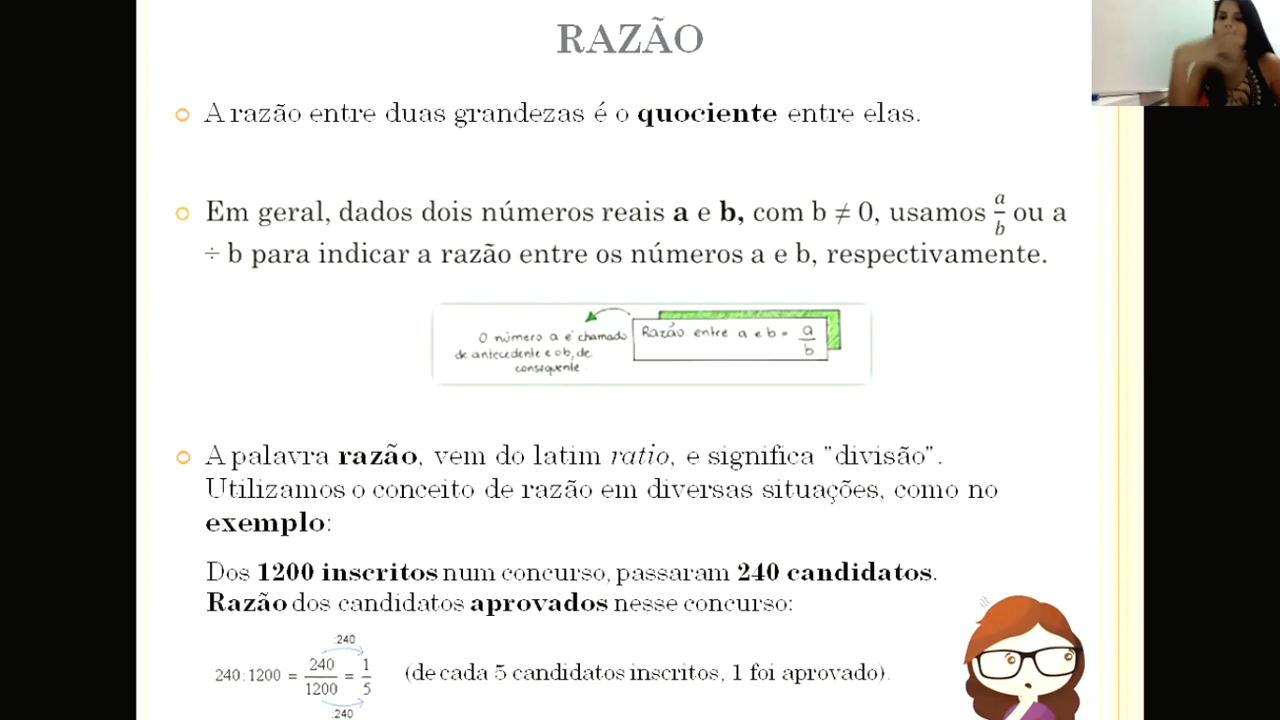 RAZÃO
A razão entre duas grandezas é o quociente entre elas.
Em geral, dados dois números reais a e b, com b ≠ 0, usamos a/b ou a
÷ b para indicar a razão entre os números a e b, respectivamente.
O número a é chamado
de antecedente e o b, de
consequente.
Razão entre a e b = a/b
A palavra razão, vem do latim ratio, e significa "divisão".
Utilizamos o conceito de razão em diversas situações, como no
exemplo:
Dos 1200 inscritos num concurso, passaram 240 candidatos.
Razão dos candidatos aprovados nesse concurso:
:240
240:1200 = 240/1200 = 1/5 (de cada 5 candidatos inscritos, 1 foi aprovado).
:240